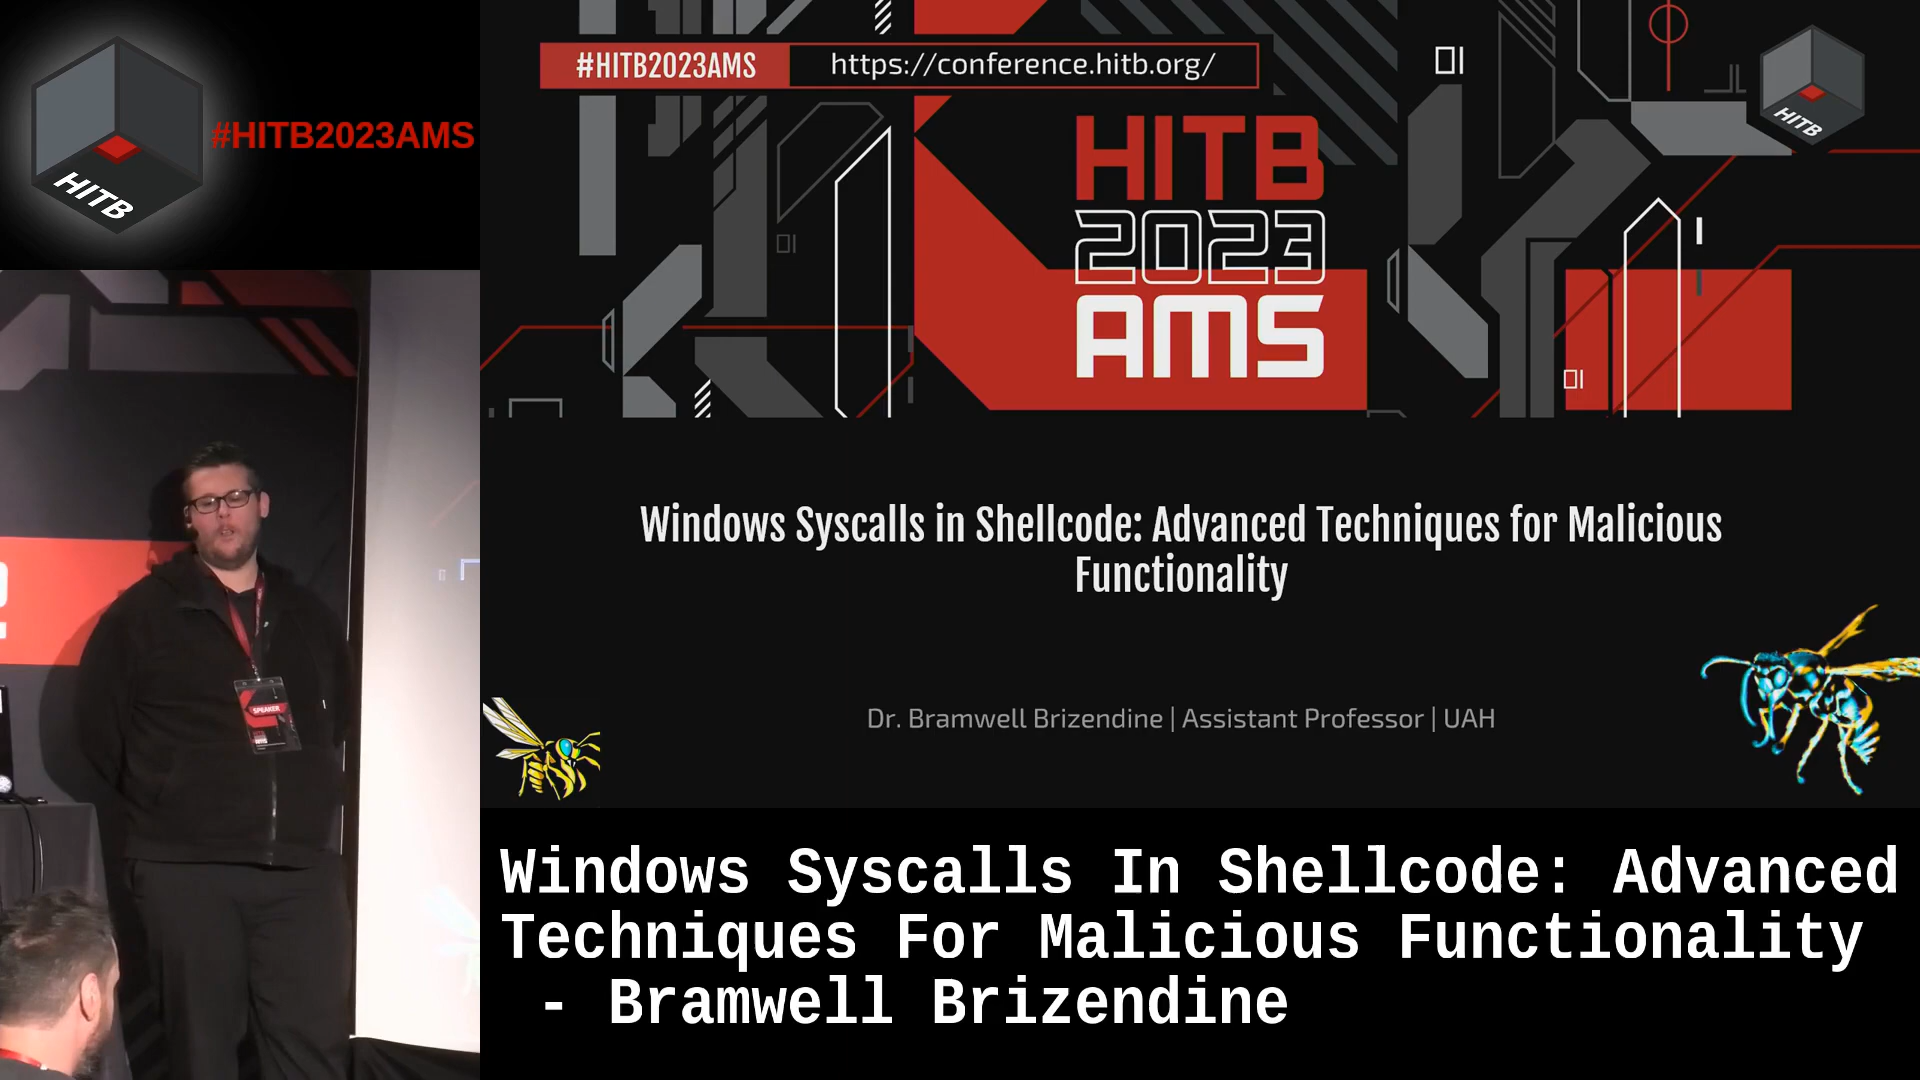 HITB
#HITB2023AMS
#HITB2023AMS
https://conference.hitb.org/
HITB
HITB
2023
AMS
Windows Syscalls in Shellcode: Advanced Techniques for Malicious
Functionality
Dr. Bramwell Brizendine | Assistant Professor | UAH
SPEAKER
Windows Syscalls In Shellcode: Advanced
Techniques For Malicious Functionality
- Bramwell Brizendine